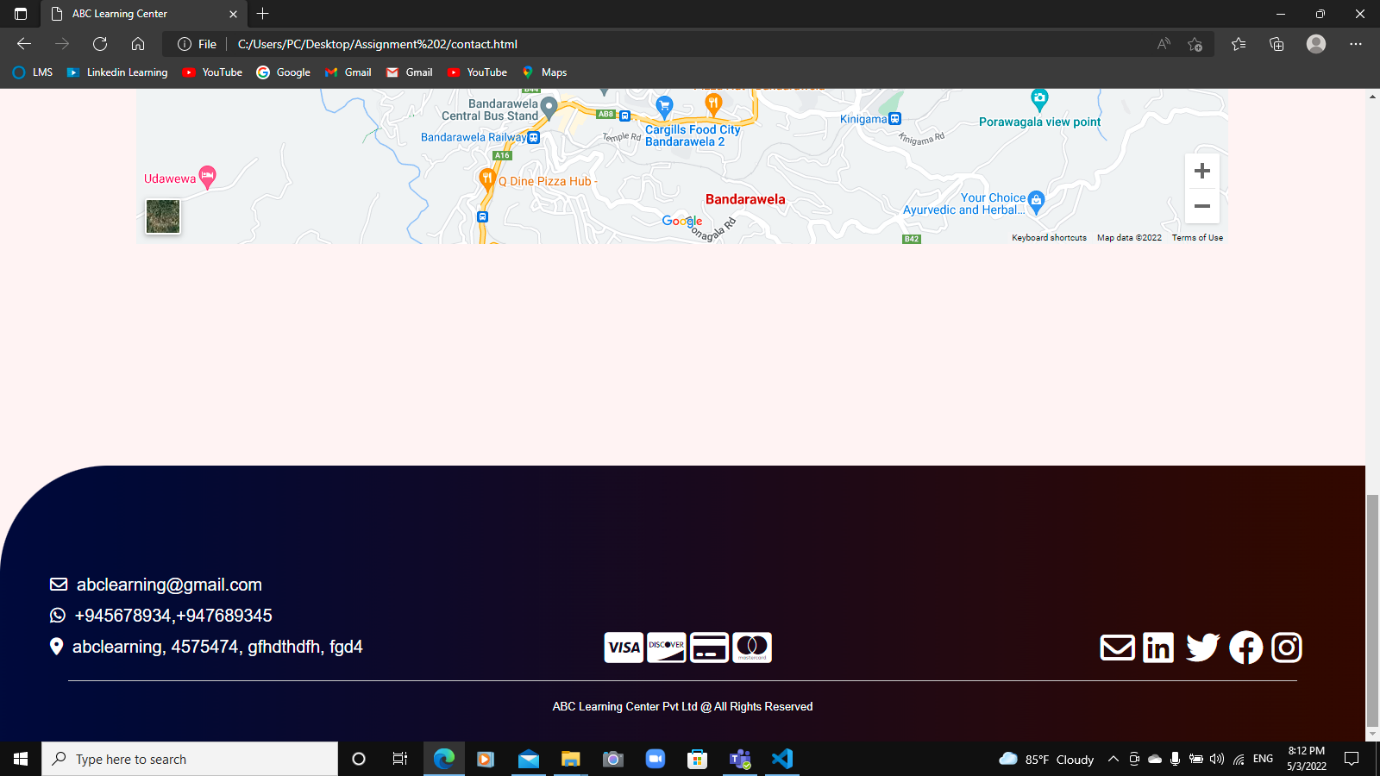 ABC Learning Center
File
C:/Users/PC/Desktop/Assignment%202/contact.html
LMS
Linkedin Learning
YouTube
Google
Gmail
Gmail
YouTube
Maps
Bandarawela
Central Bus Stand
AB8
Cargills Food City
Bandarawela 2
Kinigama
Porawagala view point
Bandarawela Railway
Temple Rd
Kinigama Rd
A16
Udawewa
Q Dine Pizza Hub -
Bandarawela
Your Choice
Ayurvedic and Herbal...
Google
B42
Keyboard shortcuts
Map data ©2022
Terms of Use
abclearning@gmail.com
+945678934,+947689345
abclearning, 4575474, gfhdthdfh, fgd4
VISA
DISCOVER
mastercard
ABC Learning Center Pvt Ltd @ All Rights Reserved
Type here to search
85°F Cloudy
ENG
8:12 PM
5/3/2022